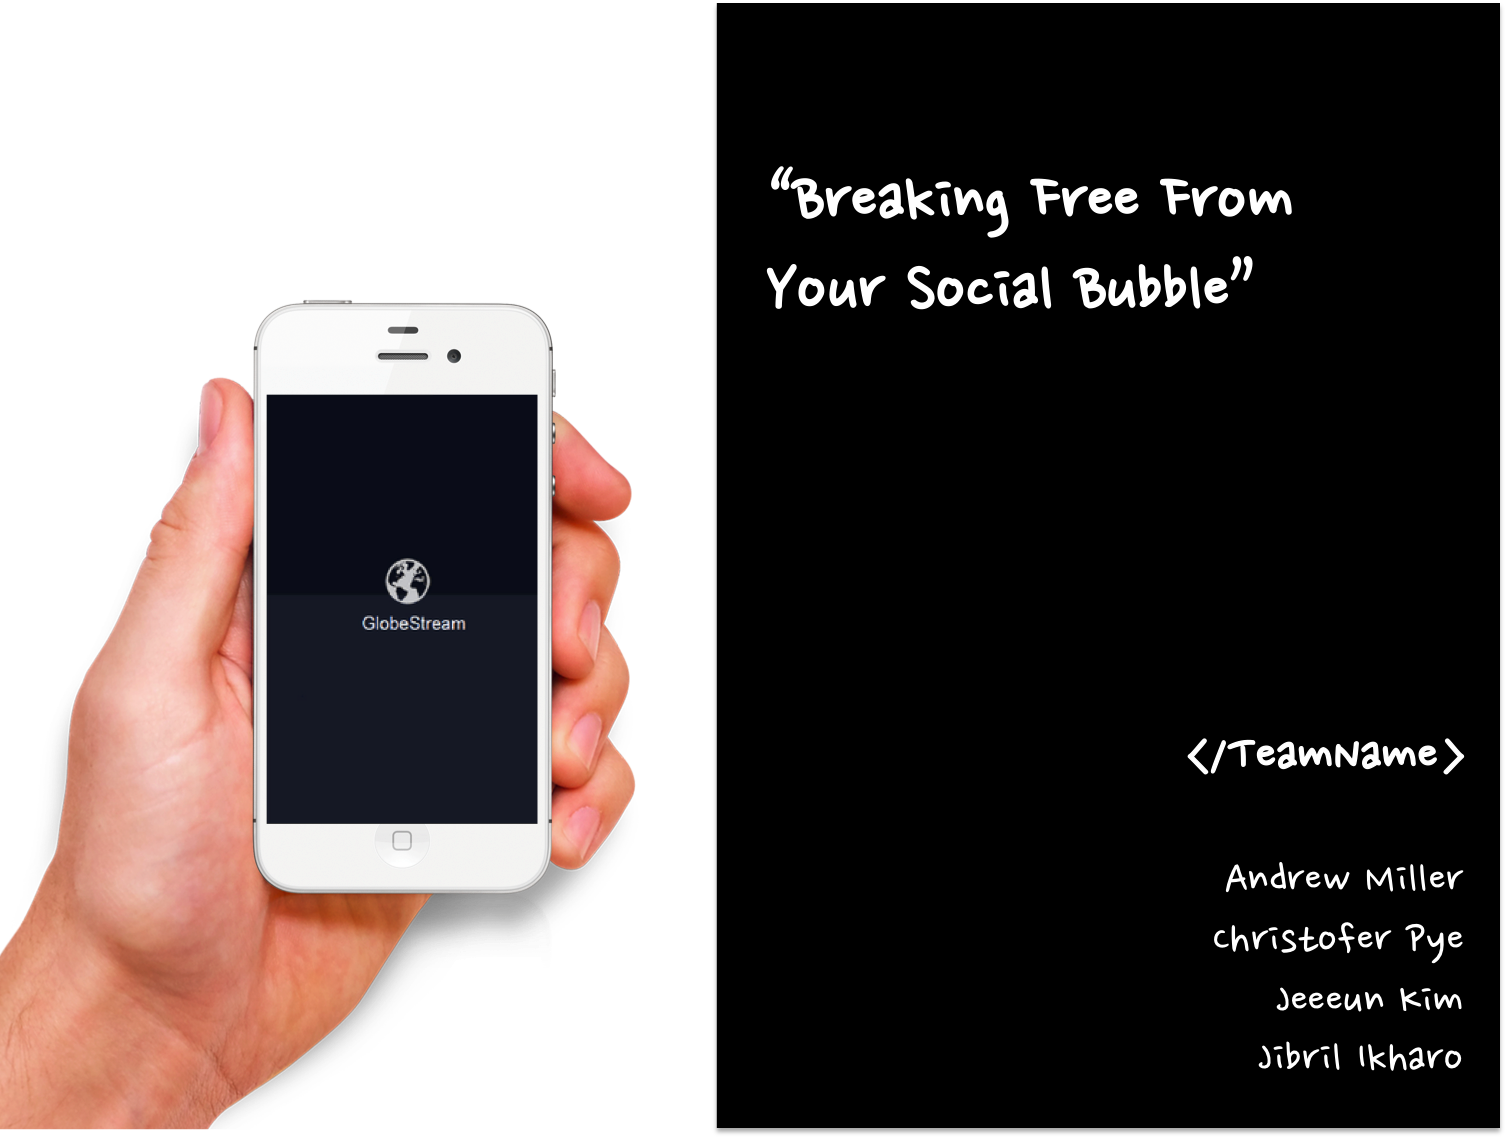 GlobeStream
“Breaking Free From
Your Social Bubble”
</TeamName>
Andrew Miller
Christofer Pye
Jeeeun Kim
Jibril Ikharo